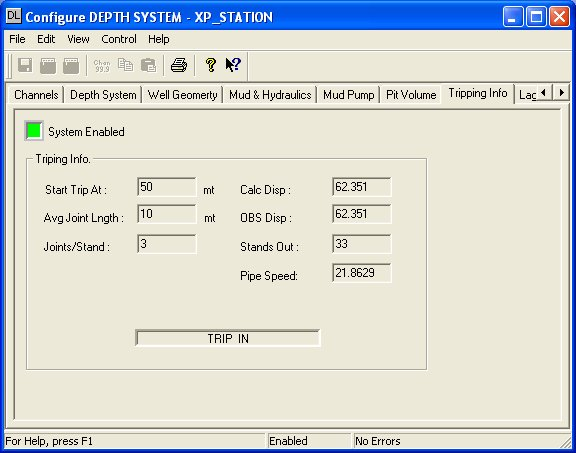 DL Configure DEPTH SYSTEM - XP_STATION
File Edit View Control Help
Chan 99.9
Channels Depth System Well Geomerty Mud & Hydraulics Mud Pump Pit Volume Tripping Info Lag
System Enabled
Triping Info.
Start Trip At : 50 mt Calc Disp : 62.351
Avg Joint Lngth : 10 mt OBS Disp : 62.351
Joints/Stand : 3 Stands Out : 33
Pipe Speed: 21.8629
TRIP IN
For Help, press F1 Enabled No Errors